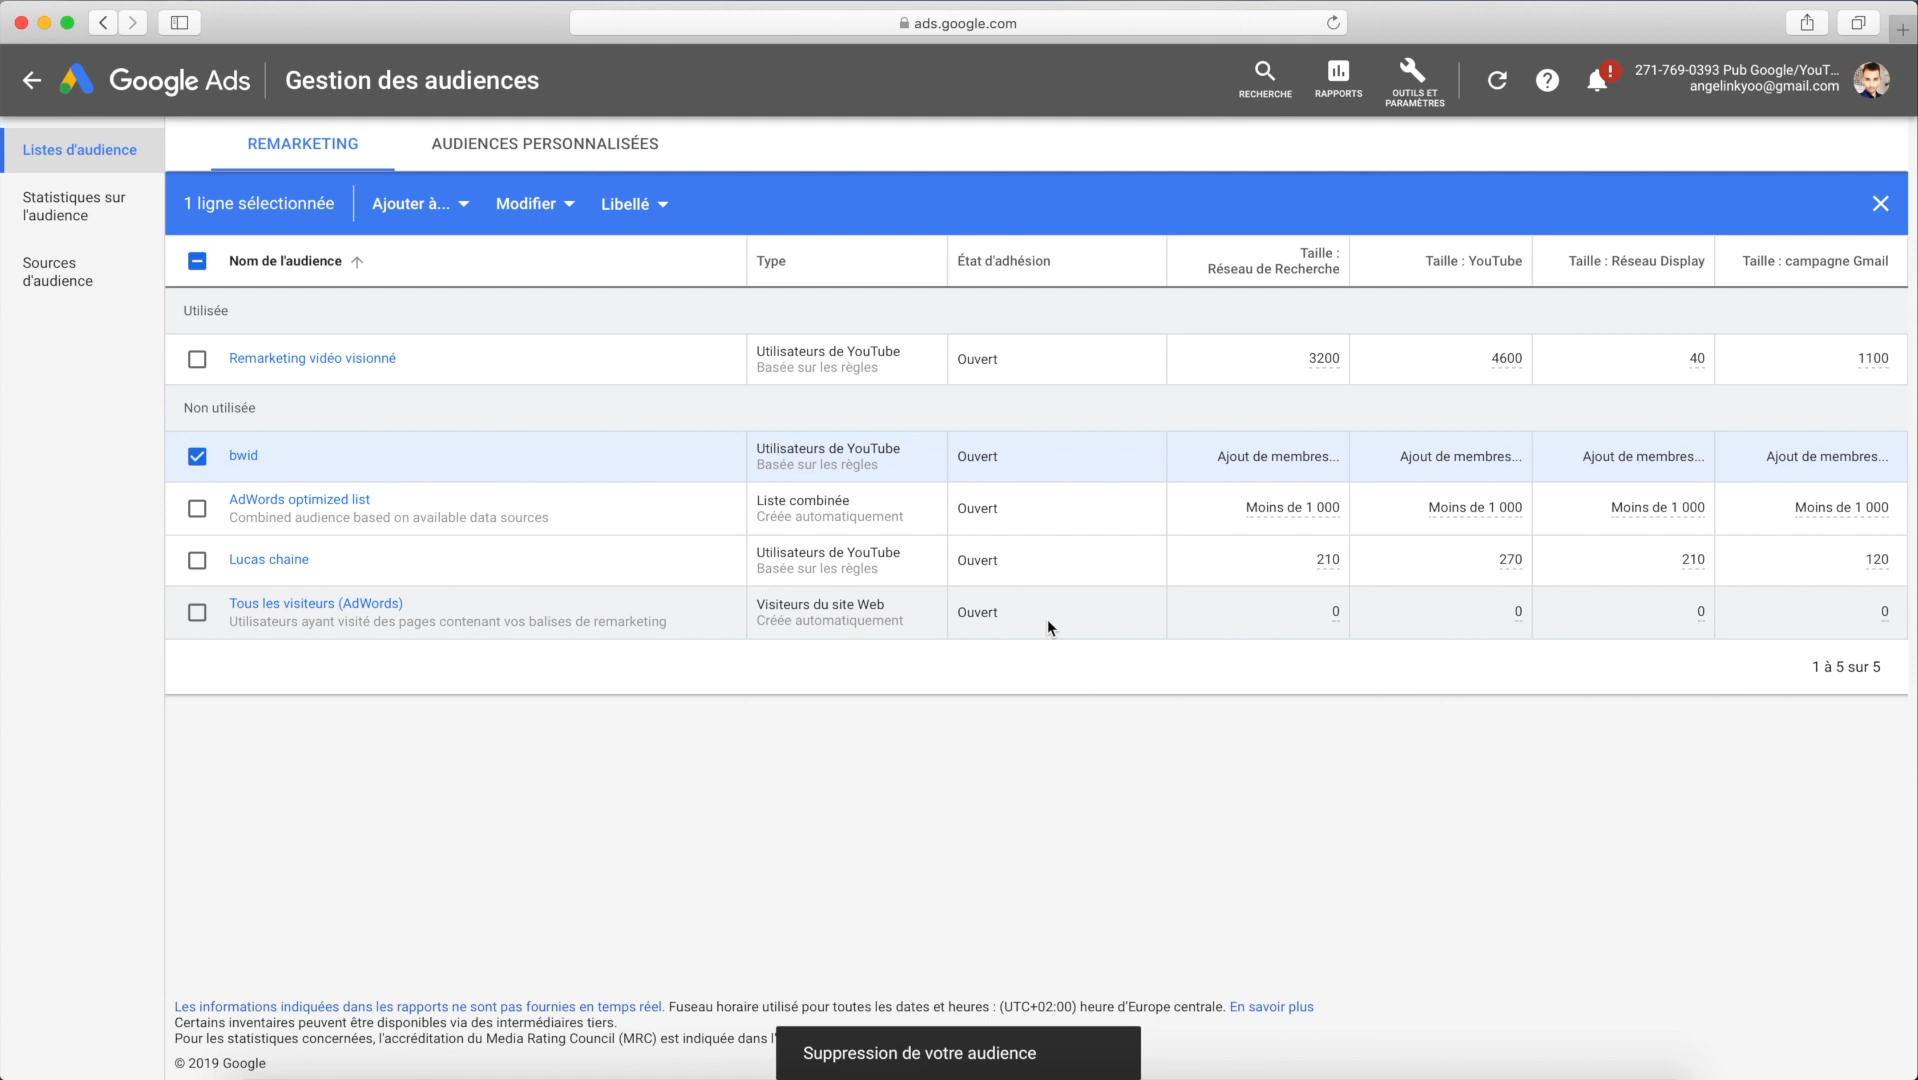 ads.google.com
Google Ads
Gestion des audiences
RECHERCHE
RAPPORTS
OUTILS ET
PARAMÈTRES
!
271-769-0393 Pub Google/YouT...
angelinkyoo@gmail.com
Listes d'audience
Statistiques sur
l'audience
Sources
d'audience
REMARKETING
AUDIENCES PERSONNALISÉES
1 ligne sélectionnée
Ajouter à...
Modifier
Libellé
Nom de l'audience
Type
État d'adhésion
Taille :
Réseau de Recherche
Taille : YouTube
Taille : Réseau Display
Taille : campagne Gmail
Utilisée
Remarketing vidéo visionné
Utilisateurs de YouTube
Basée sur les règles
Ouvert
3200
4600
40
1100
Non utilisée
bwid
Utilisateurs de YouTube
Basée sur les règles
Ouvert
Ajout de membres...
Ajout de membres...
Ajout de membres...
Ajout de membres...
AdWords optimized list
Combined audience based on available data sources
Liste combinée
Créée automatiquement
Ouvert
Moins de 1 000
Moins de 1 000
Moins de 1 000
Moins de 1 000
Lucas chaine
Utilisateurs de YouTube
Basée sur les règles
Ouvert
210
270
210
120
Tous les visiteurs (AdWords)
Utilisateurs ayant visité des pages contenant vos balises de remarketing
Visiteurs du site Web
Créée automatiquement
Ouvert
0
0
0
0
1 à 5 sur 5
Les informations indiquées dans les rapports ne sont pas fournies en temps réel. Fuseau horaire utilisé pour toutes les dates et heures : (UTC+02:00) heure d'Europe centrale. En savoir plus
Certains inventaires peuvent être disponibles via des intermédiaires tiers.
Pour les statistiques concernées, l'accréditation du Media Rating Council (MRC) est indiquée dans l'
© 2019 Google
Suppression de votre audience